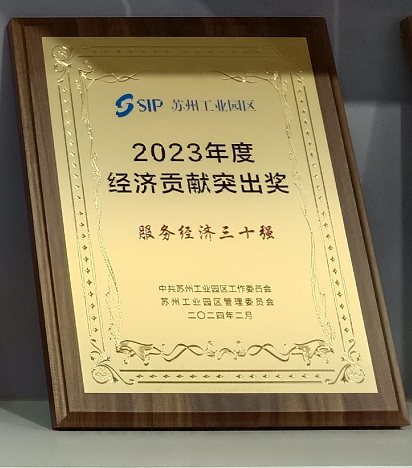 SIP 苏州工业园区
2023年度
经济贡献突出奖
服务经济三十强
中共苏州工业园区工作委员会
苏州工业园区管理委员会
二〇二四年二月